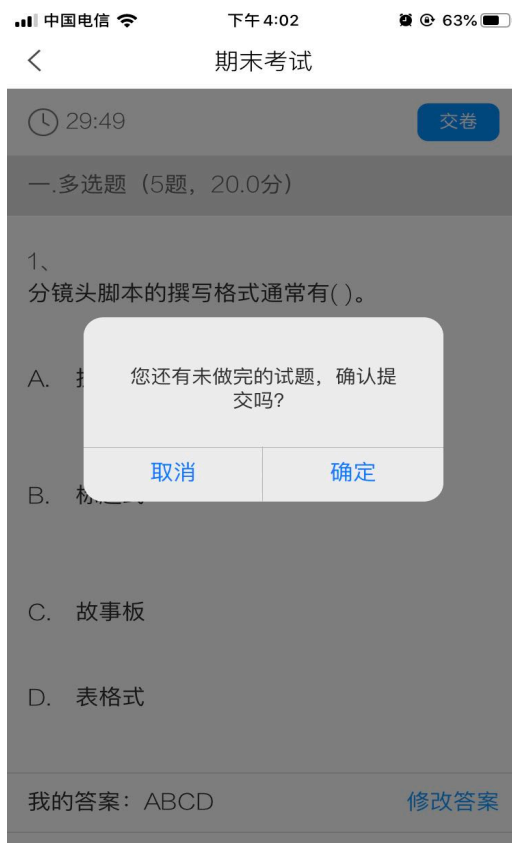 中国电信 下午4:02 63%
期末考试
29:49 交卷
一.多选题（5题，20.0分）
1、
分镜头脚本的撰写格式通常有( )。
您还有未做完的试题，确认提
交吗?
A.
取消 确定
B. 标
C. 故事板
D. 表格式
我的答案：ABCD 修改答案